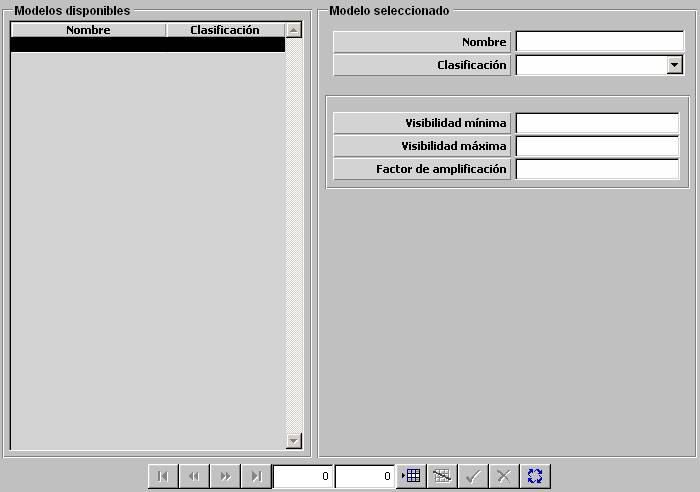 Modelos disponibles
Nombre Clasificación
Modelo seleccionado
Nombre
Clasificación
Visibilidad mínima
Visibilidad máxima
Factor de amplificación
0 0